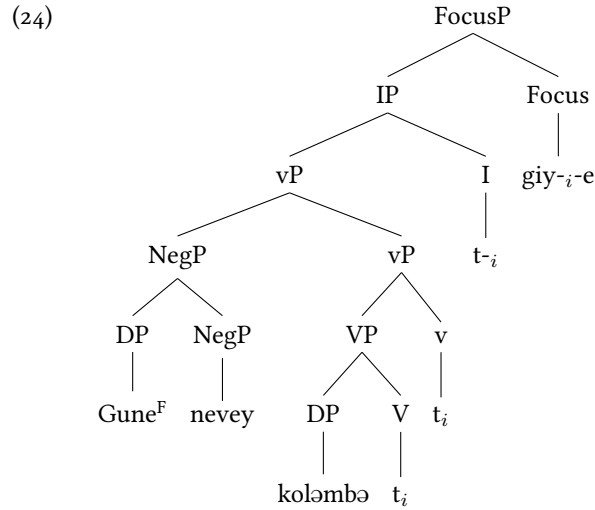 (24) FocusP
IP Focus
vP I giy-ᵢ-e
NegP vP t-ᵢ
DP NegP VP v
Guneᶠ nevey DP V tᵢ
koləmbə tᵢ